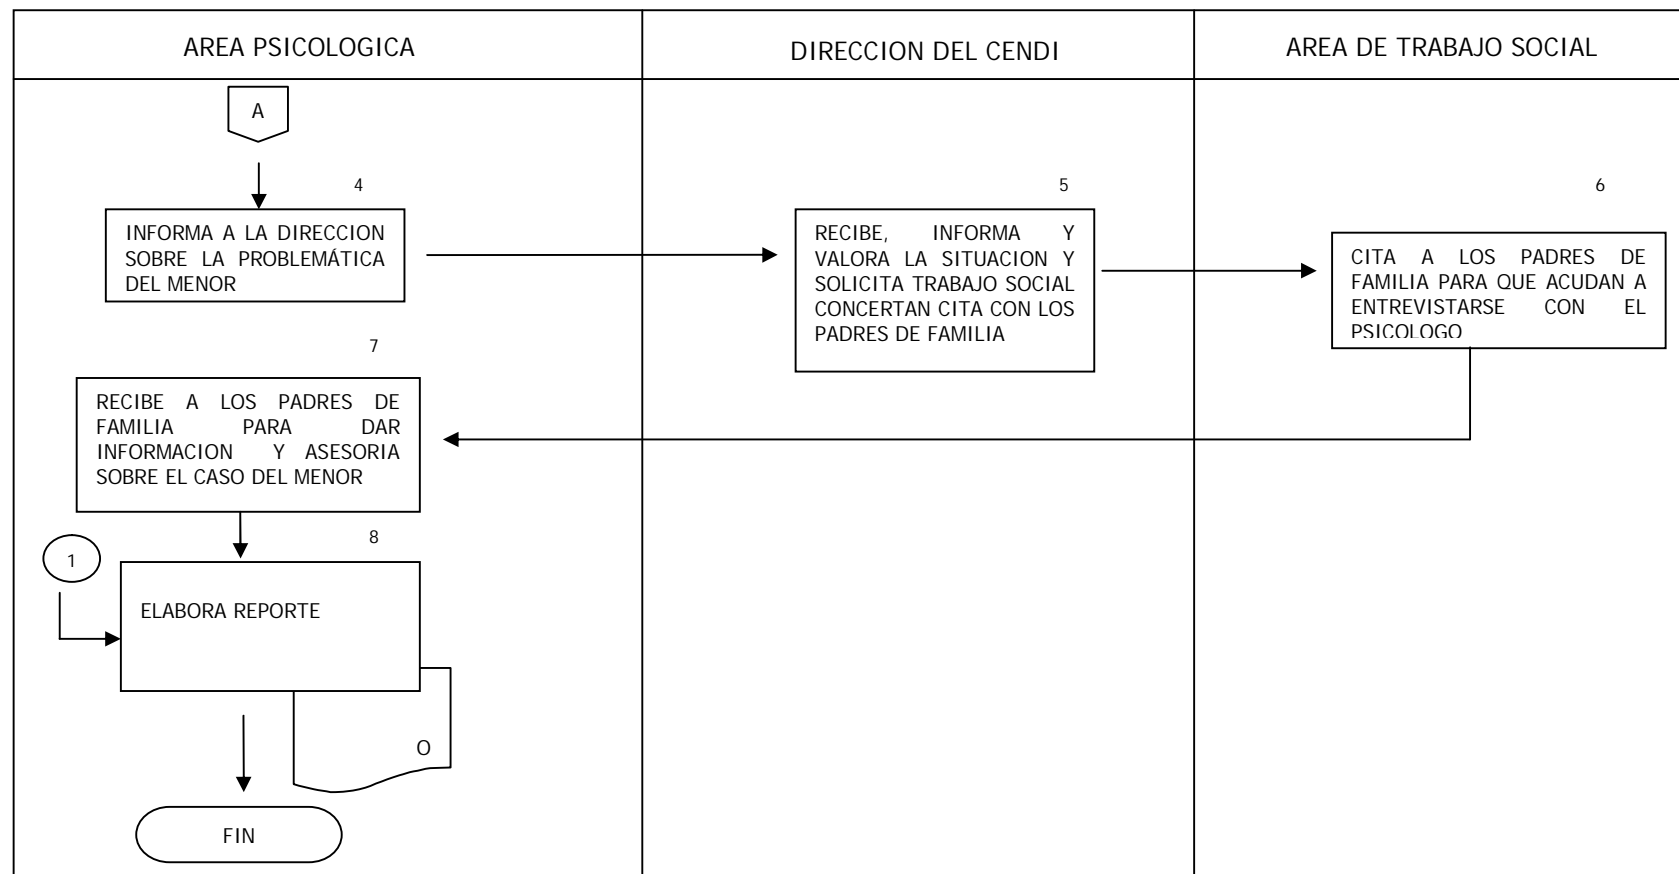 AREA PSICOLOGICA
DIRECCION DEL CENDI
AREA DE TRABAJO SOCIAL
A
4
INFORMA A LA DIRECCION
SOBRE LA PROBLEMÁTICA
DEL MENOR
5
RECIBE, INFORMA Y
VALORA LA SITUACION Y
SOLICITA TRABAJO SOCIAL
CONCERTAN CITA CON LOS
PADRES DE FAMILIA
6
CITA A LOS PADRES DE
FAMILIA PARA QUE ACUDAN A
ENTREVISTARSE CON EL
PSICOLOGO
7
RECIBE A LOS PADRES DE
FAMILIA PARA DAR
INFORMACION Y ASESORIA
SOBRE EL CASO DEL MENOR
8
1
ELABORA REPORTE
O
FIN